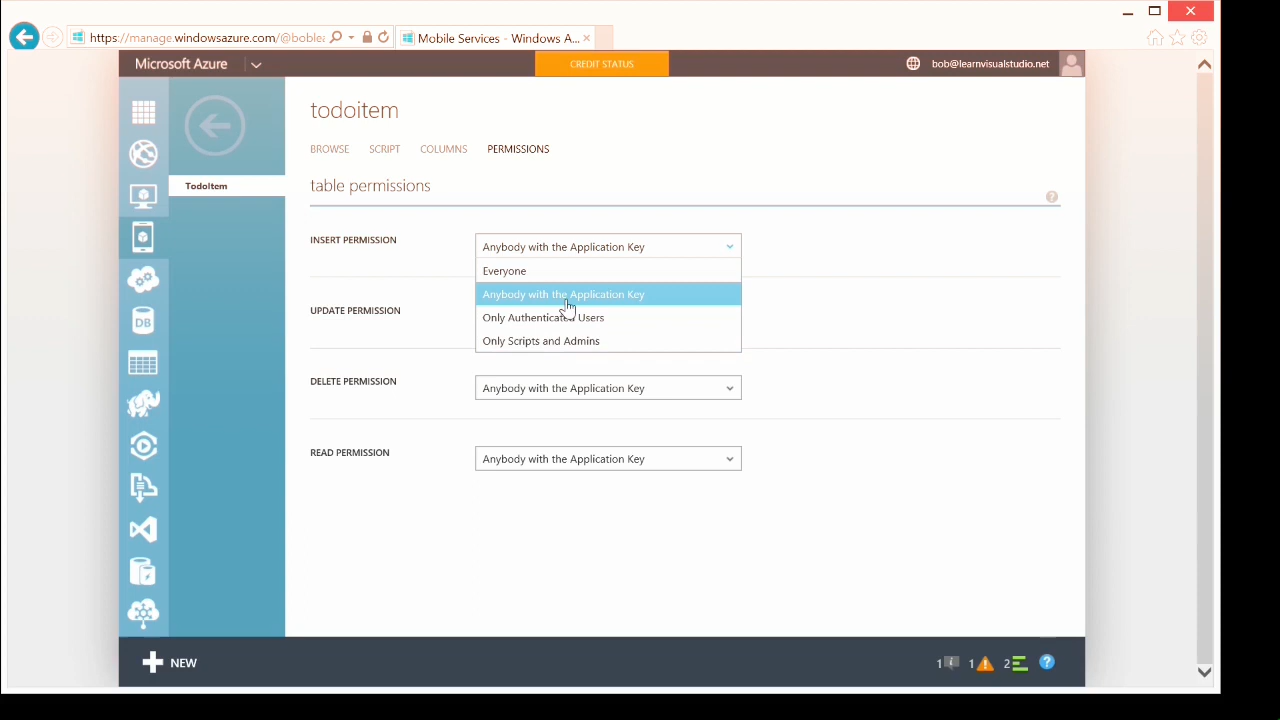 https://manage.windowsazure.com/@boblea
Mobile Services - Windows A...
Microsoft Azure
CREDIT STATUS
bob@learnvisualstudio.net
todoitem
BROWSE SCRIPT COLUMNS PERMISSIONS
TodoItem
table permissions
?
INSERT PERMISSION
Anybody with the Application Key
Everyone
Anybody with the Application Key
Only Authenticated Users
Only Scripts and Admins
UPDATE PERMISSION
DELETE PERMISSION
Anybody with the Application Key
READ PERMISSION
Anybody with the Application Key
DB
NEW
1 1 2 ?